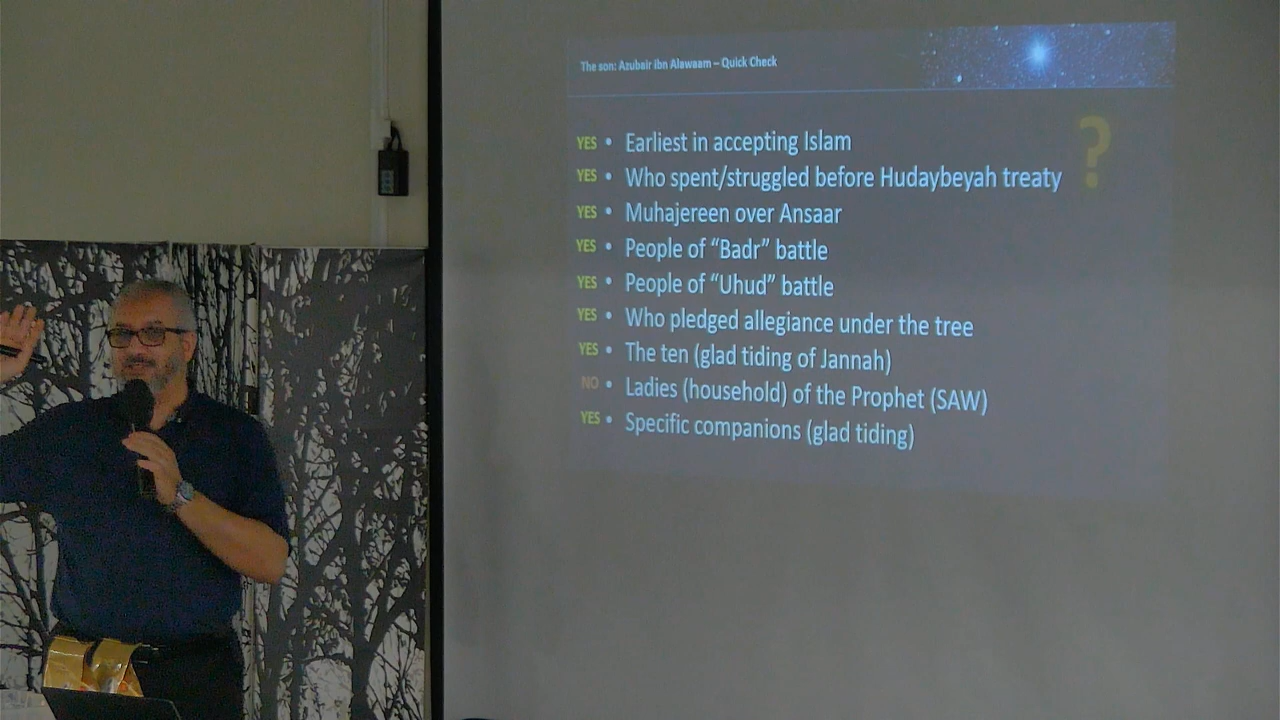 The son: Azubair ibn Alawaam – Quick Check
?
YES • Earliest in accepting Islam
YES • Who spent/struggled before Hudaybeyah treaty
YES • Muhajereen over Ansaar
YES • People of “Badr” battle
YES • People of “Uhud” battle
YES • Who pledged allegiance under the tree
YES • The ten (glad tiding of Jannah)
NO • Ladies (household) of the Prophet (SAW)
YES • Specific companions (glad tiding)